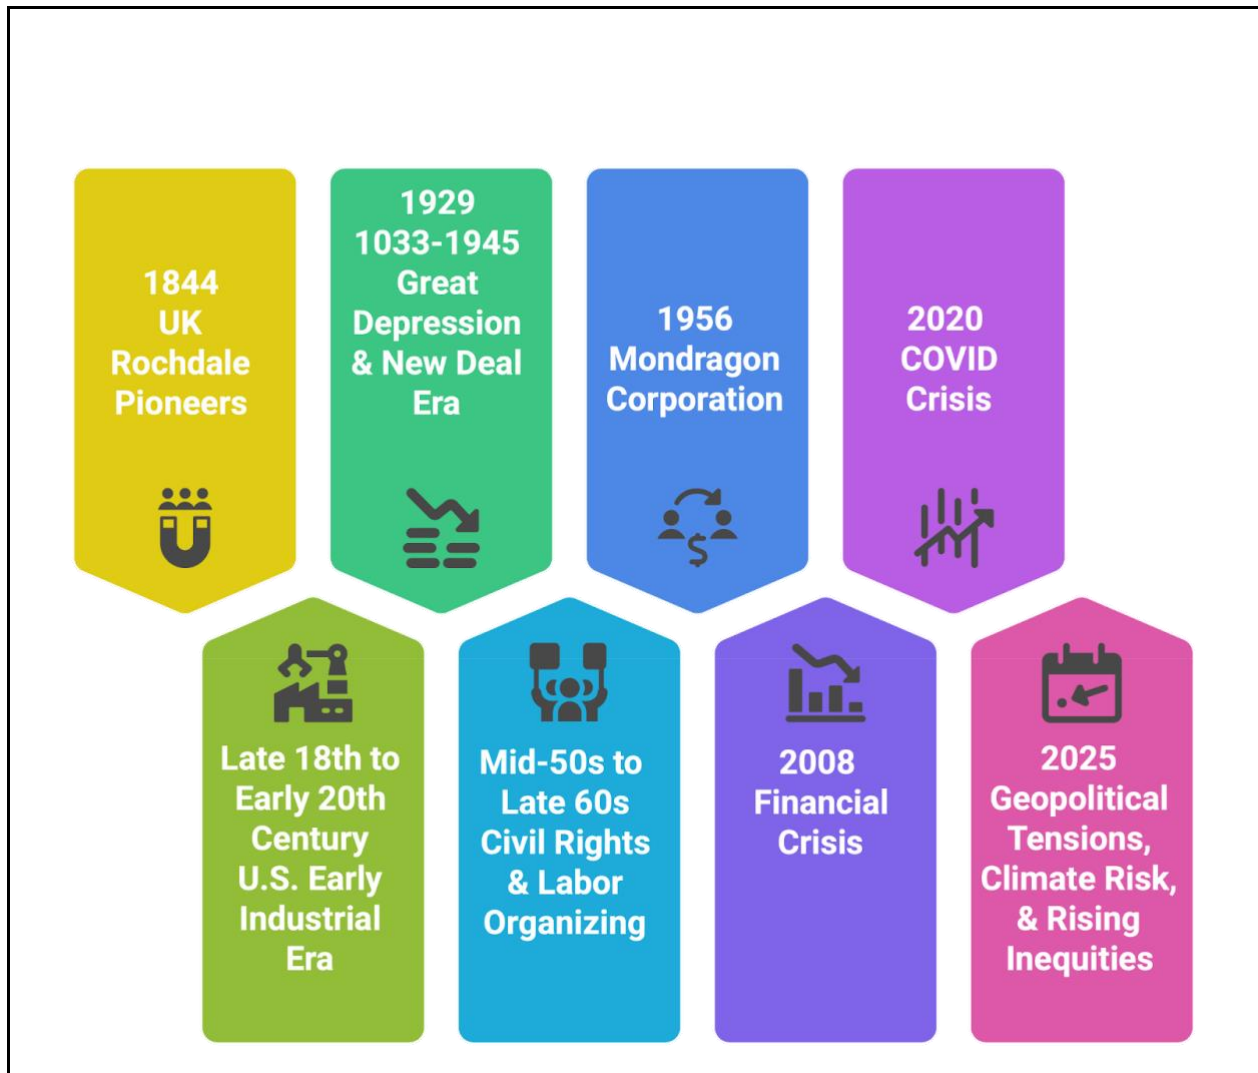 1844
UK
Rochdale
Pioneers
Late 18th to
Early 20th
Century
U.S. Early
Industrial
Era
1929
1033-1945
Great
Depression
& New Deal
Era
Mid-50s to
Late 60s
Civil Rights
& Labor
Organizing
1956
Mondragon
Corporation
2008
Financial
Crisis
2020
COVID
Crisis
2025
Geopolitical
Tensions,
Climate Risk,
& Rising
Inequities